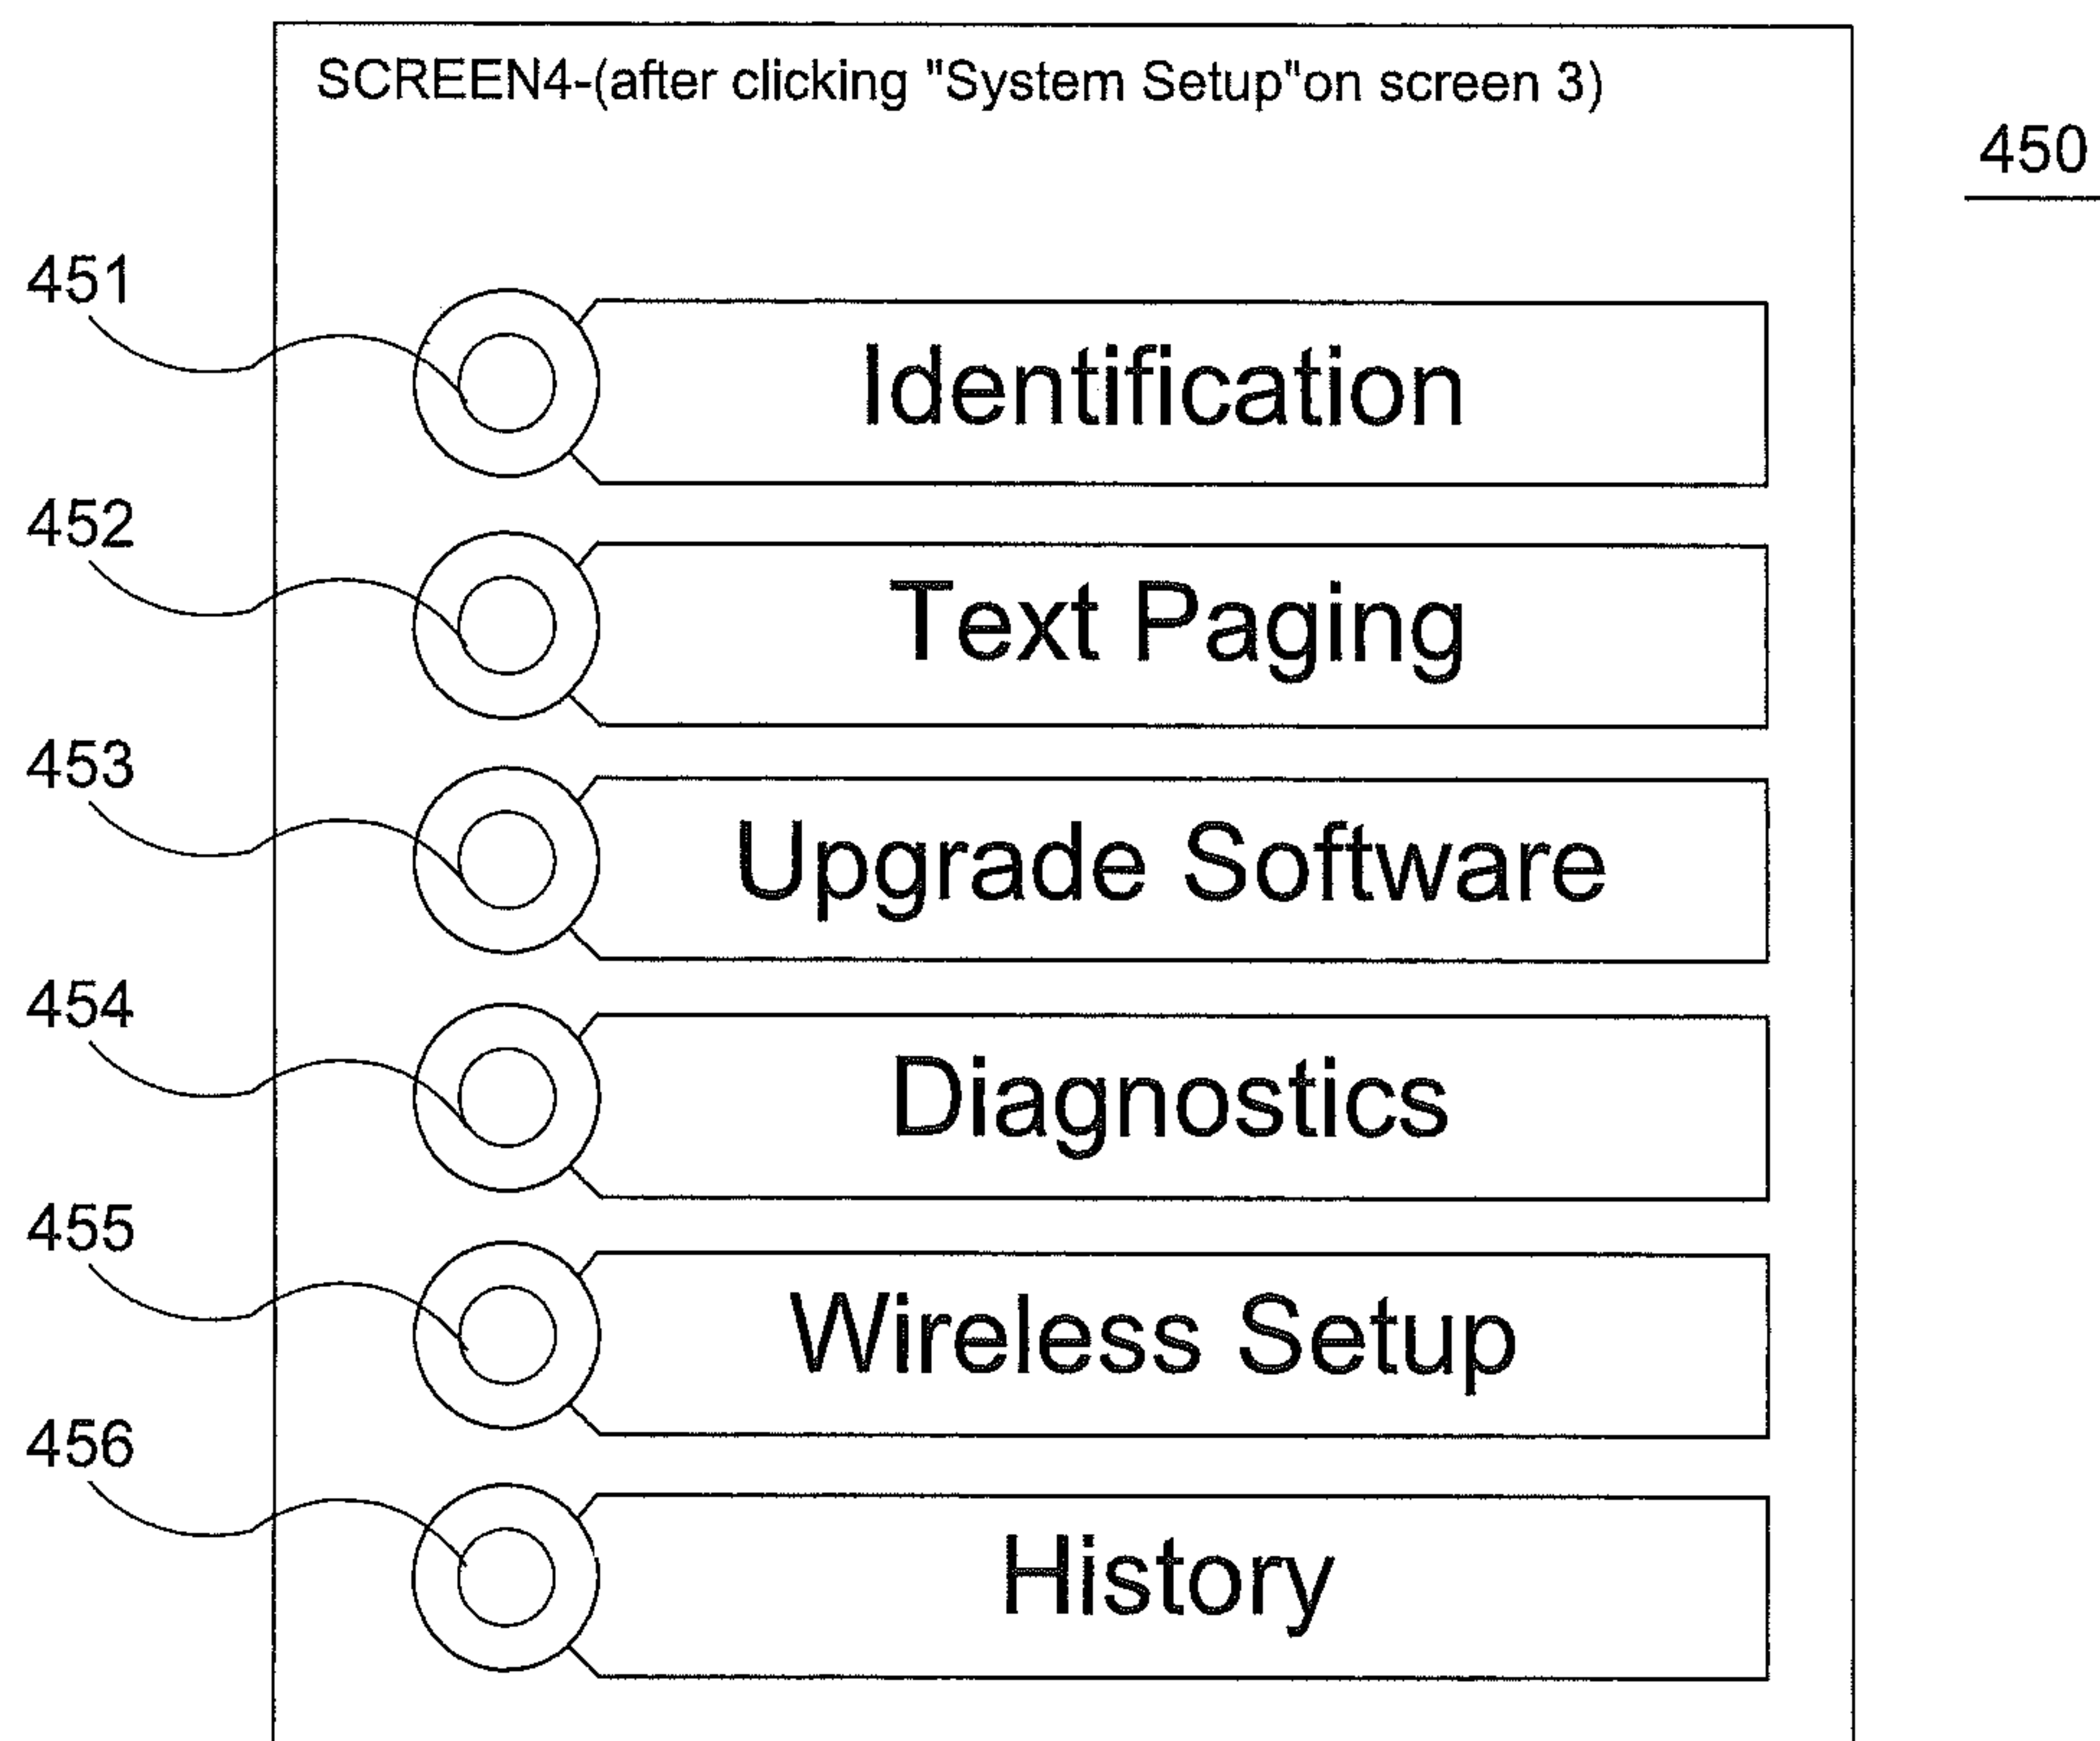 SCREEN4-(after clicking "System Setup"on screen 3)
450
451
Identification
452
Text Paging
453
Upgrade Software
454
Diagnostics
455
Wireless Setup
456
History